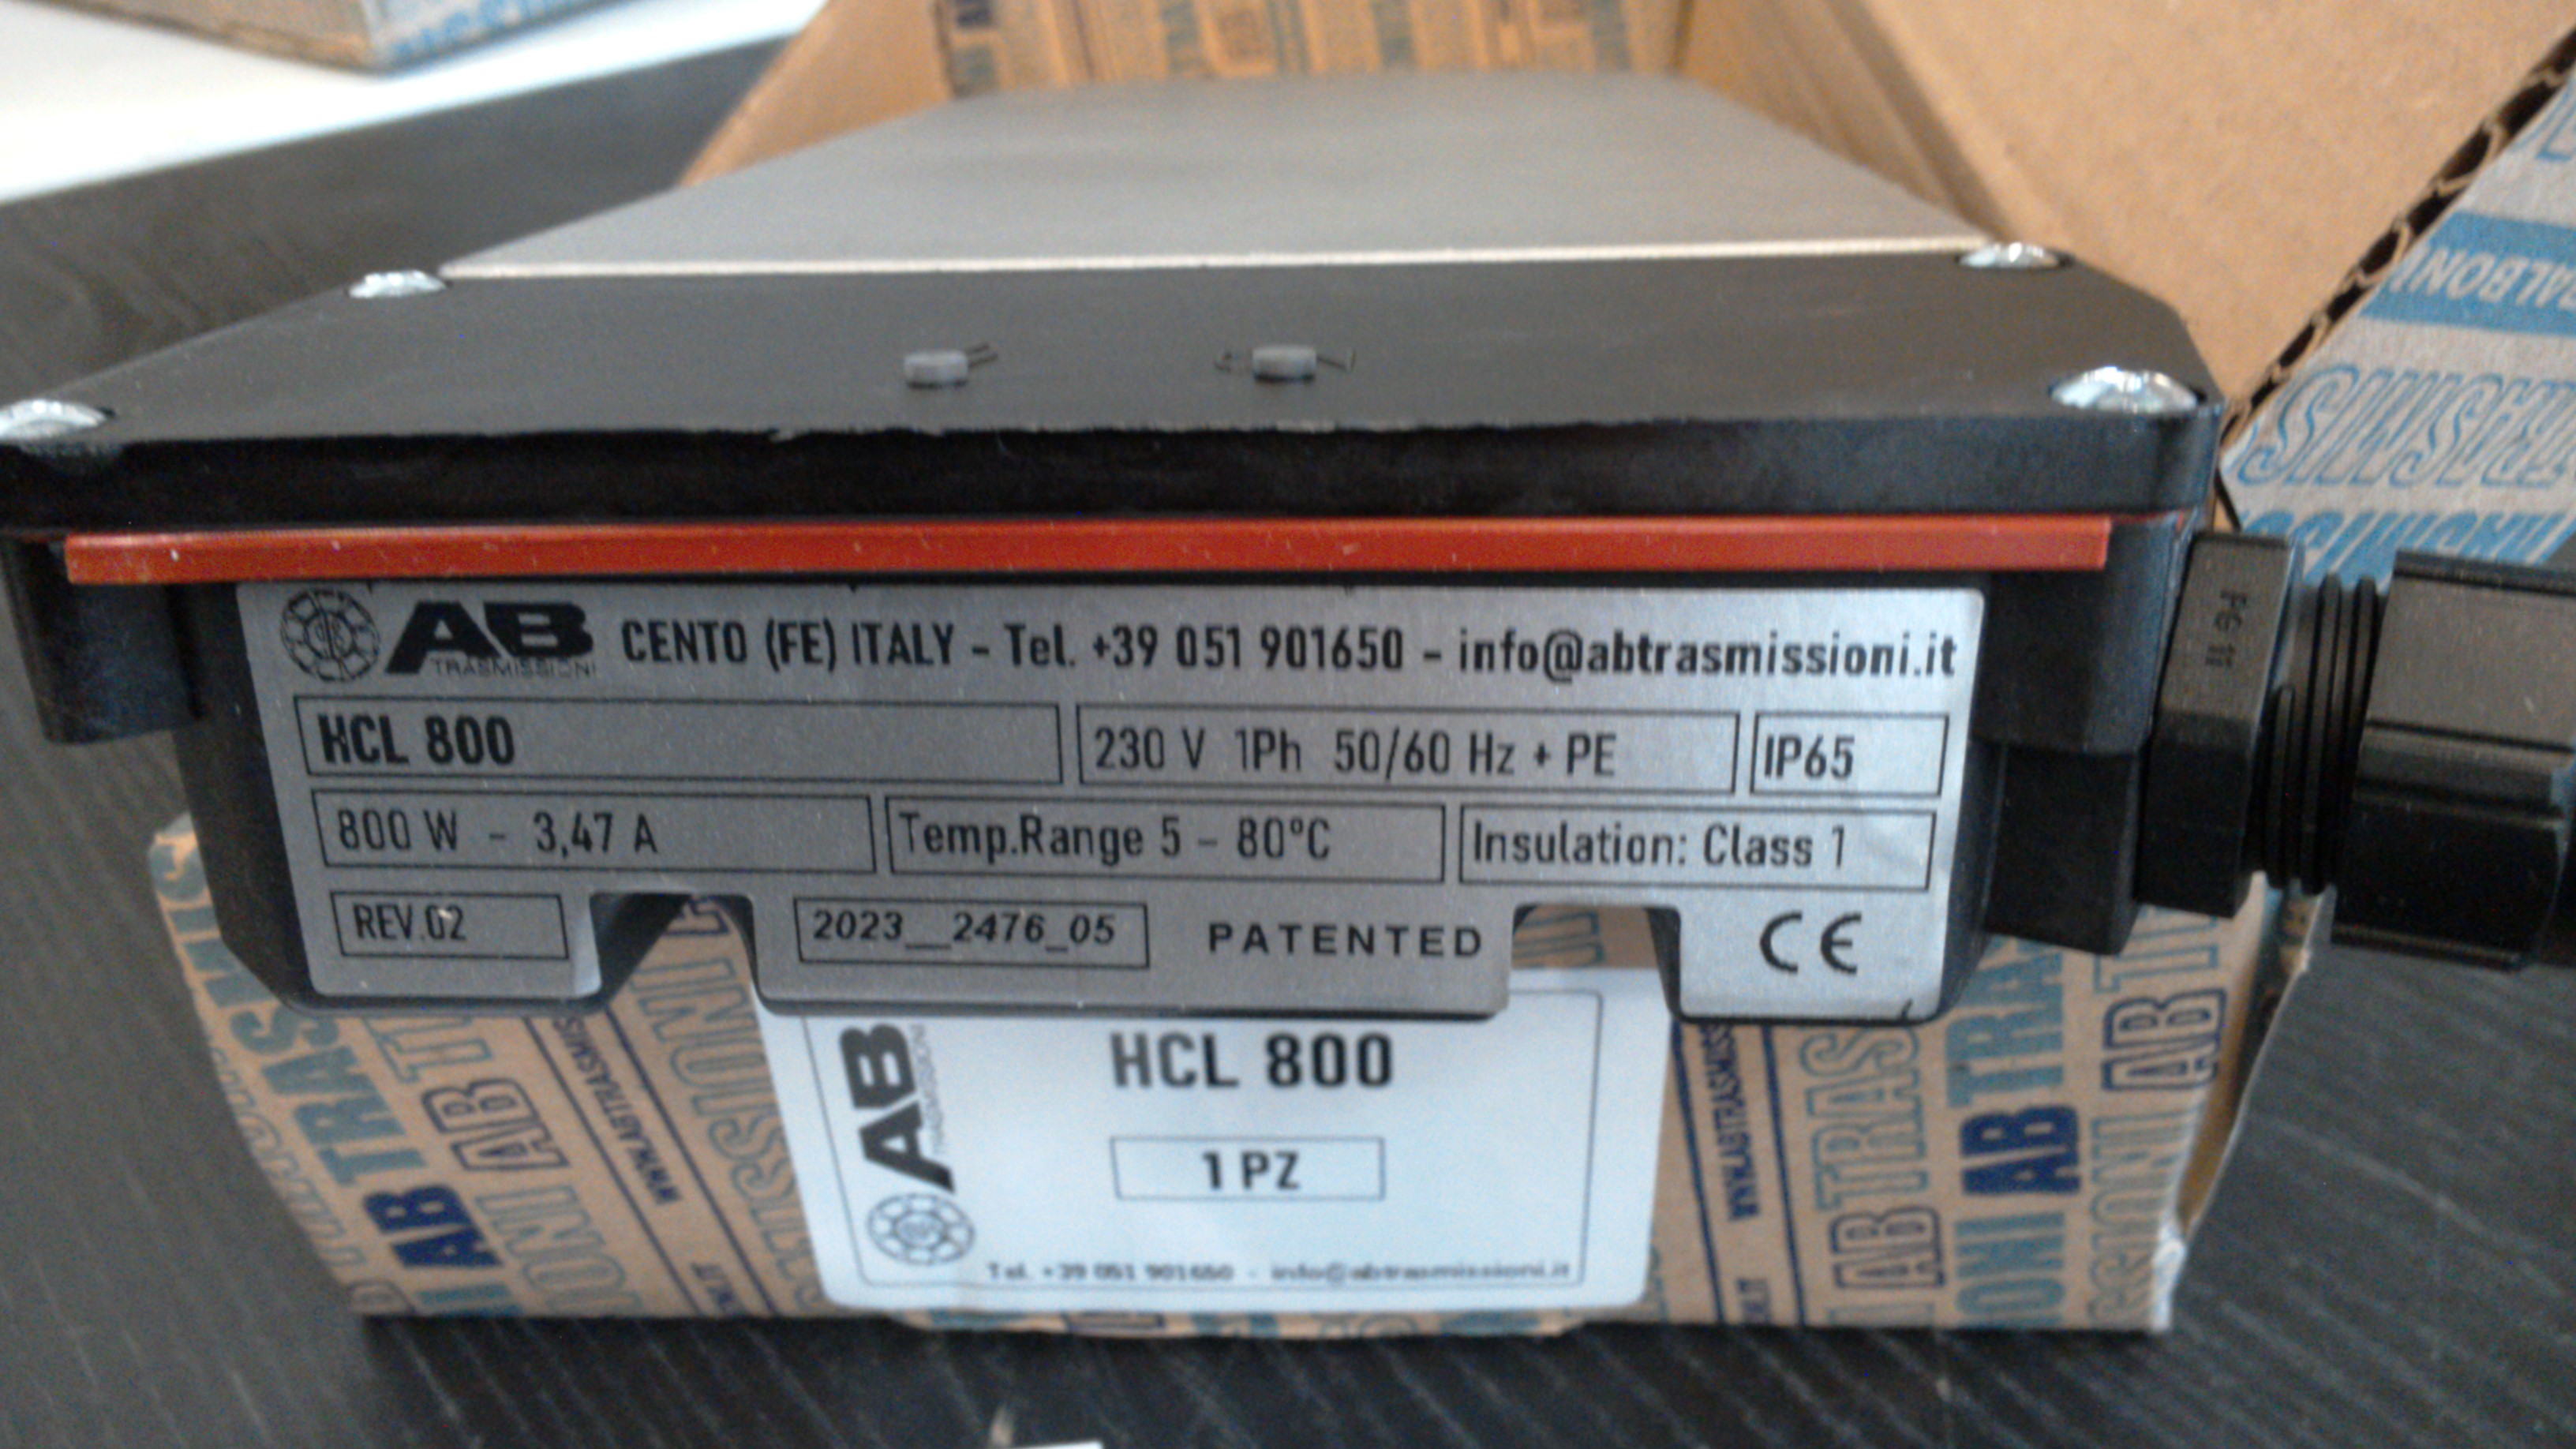 AB TRASMISSIONI CENTO (FE) ITALY - Tel. +39 051 901650 - info@abtrasmissioni.it
HCL 800 230 V 1Ph 50/60 Hz + PE IP65
800 W - 3,47 A Temp.Range 5 - 80°C Insulation: Class 1
REV.02 2023__2476_05 PATENTED CE
AB TRASMISSIONI
HCL 800
1 PZ
Tel. +39 051 901650 - info@abtrasmissioni.it